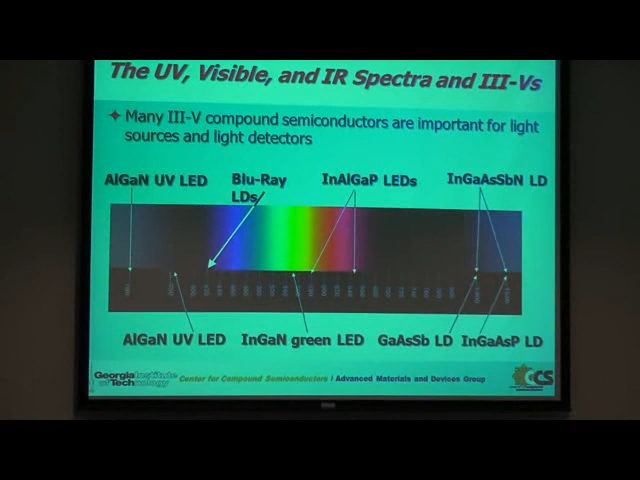 The UV, Visible, and IR Spectra and III-Vs
Many III-V compound semiconductors are important for light
sources and light detectors
AlGaN UV LED
Blu-Ray
LDs
InAlGaP LEDs
InGaAsSbN LD
AlGaN UV LED
InGaN green LED
GaAsSb LD
InGaAsP LD
Georgia Institute
of Technology
Center for Compound Semiconductors / Advanced Materials and Devices Group
CCS